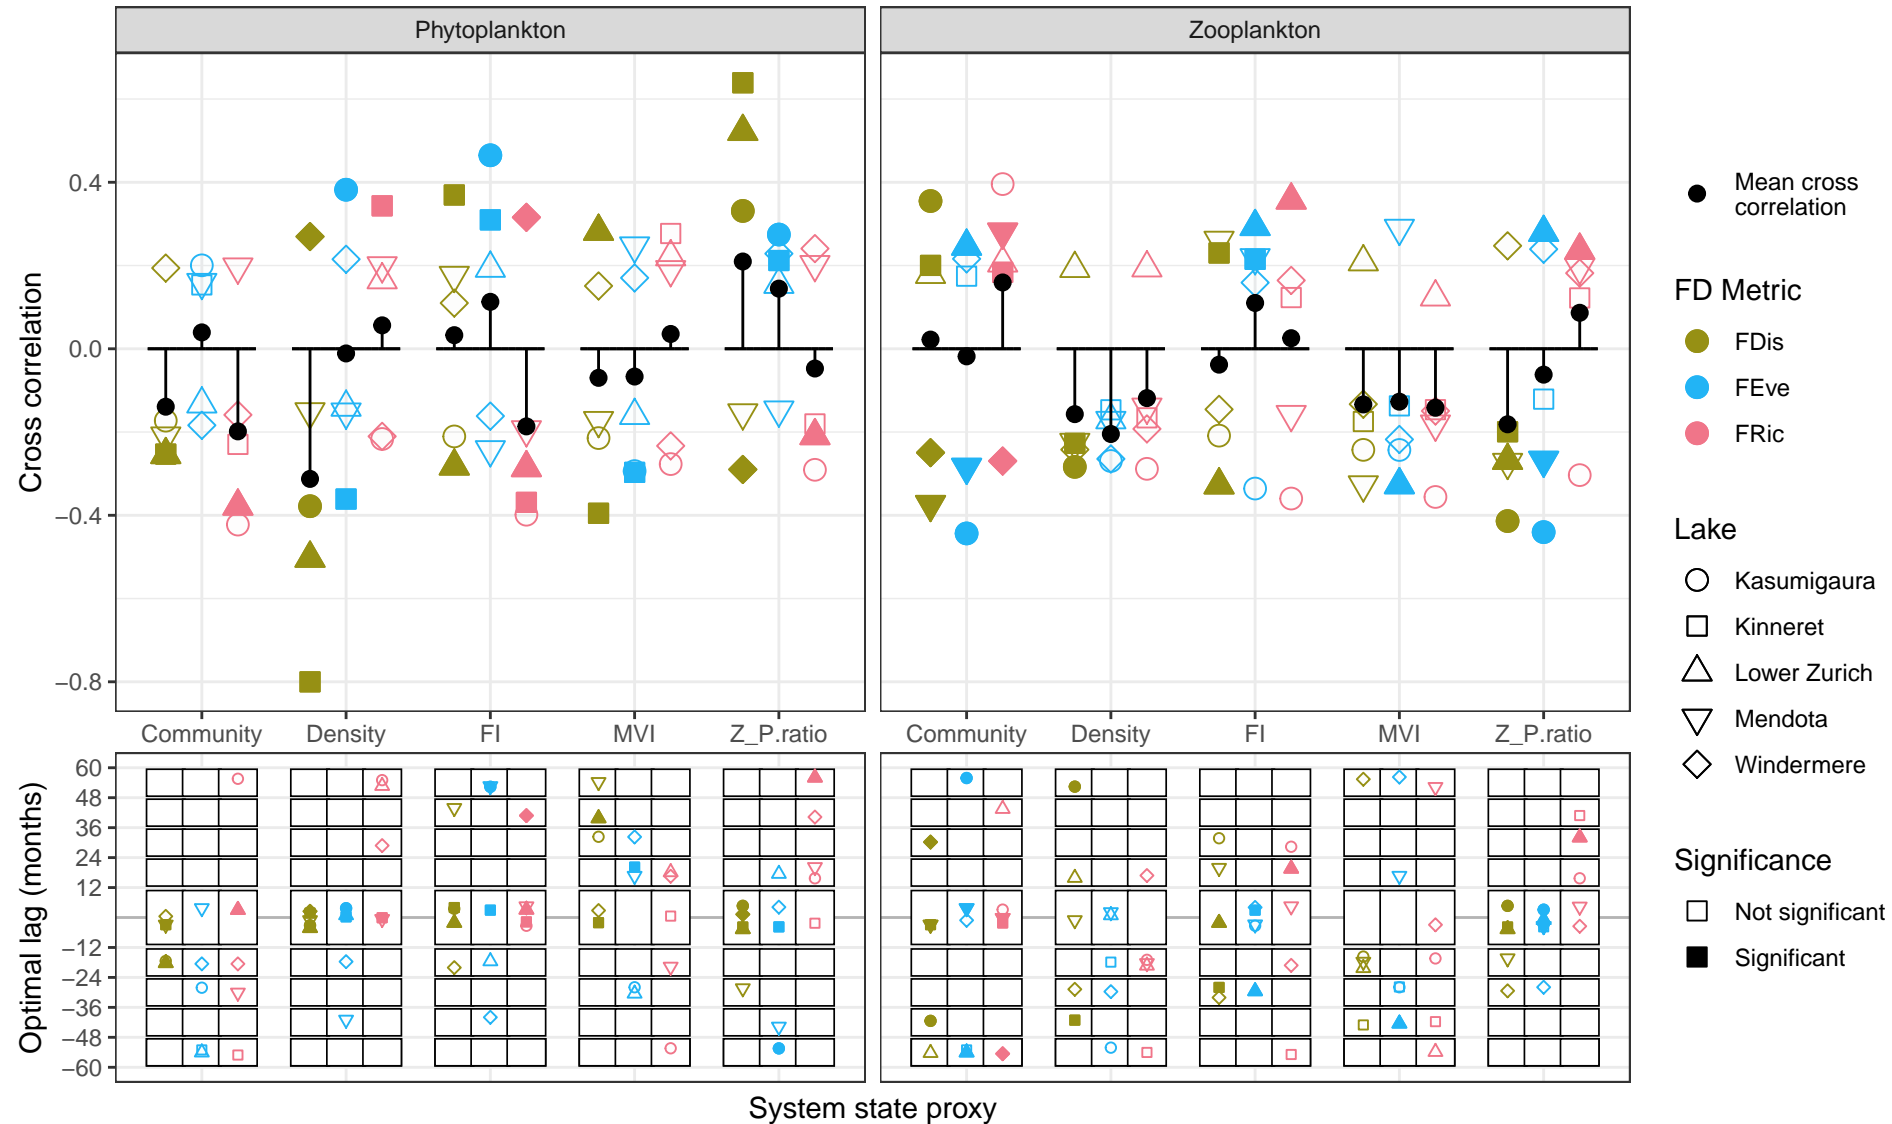 Phytoplankton
Zooplankton
Cross correlation
0.4
0.0
−0.4
−0.8
Community
Density
FI
MVI
Z_P.ratio
Community
Density
FI
MVI
Z_P.ratio
Optimal lag (months)
60
48
36
24
12
−12
−24
−36
−48
−60
System state proxy
Mean cross
correlation
FD Metric
FDis
FEve
FRic
Lake
Kasumigaura
Kinneret
Lower Zurich
Mendota
Windermere
Significance
Not significant
Significant